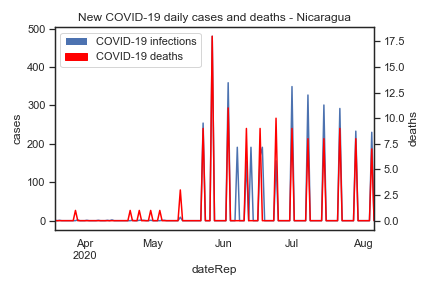 New COVID-19 daily cases and deaths - Nicaragua
COVID-19 infections
COVID-19 deaths
500
400
300
200
100
0
cases
17.5
15.0
12.5
10.0
7.5
5.0
2.5
0.0
deaths
Apr
2020
May
Jun
Jul
Aug
dateRep